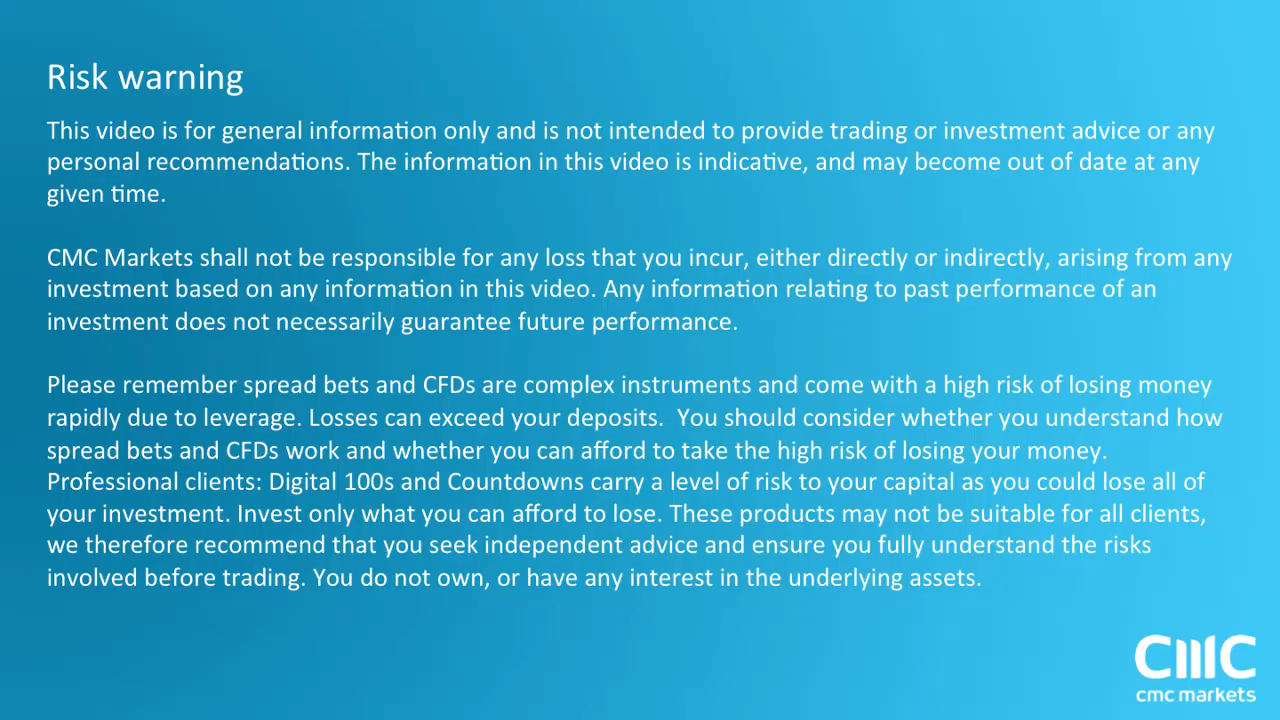 Risk warning
This video is for general information only and is not intended to provide trading or investment advice or any
personal recommendations. The information in this video is indicative, and may become out of date at any
given time.
CMC Markets shall not be responsible for any loss that you incur, either directly or indirectly, arising from any
investment based on any information in this video. Any information relating to past performance of an
investment does not necessarily guarantee future performance.
Please remember spread bets and CFDs are complex instruments and come with a high risk of losing money
rapidly due to leverage. Losses can exceed your deposits.  You should consider whether you understand how
spread bets and CFDs work and whether you can afford to take the high risk of losing your money.
Professional clients: Digital 100s and Countdowns carry a level of risk to your capital as you could lose all of
your investment. Invest only what you can afford to lose. These products may not be suitable for all clients,
we therefore recommend that you seek independent advice and ensure you fully understand the risks
involved before trading. You do not own, or have any interest in the underlying assets.
CMC
cmc markets